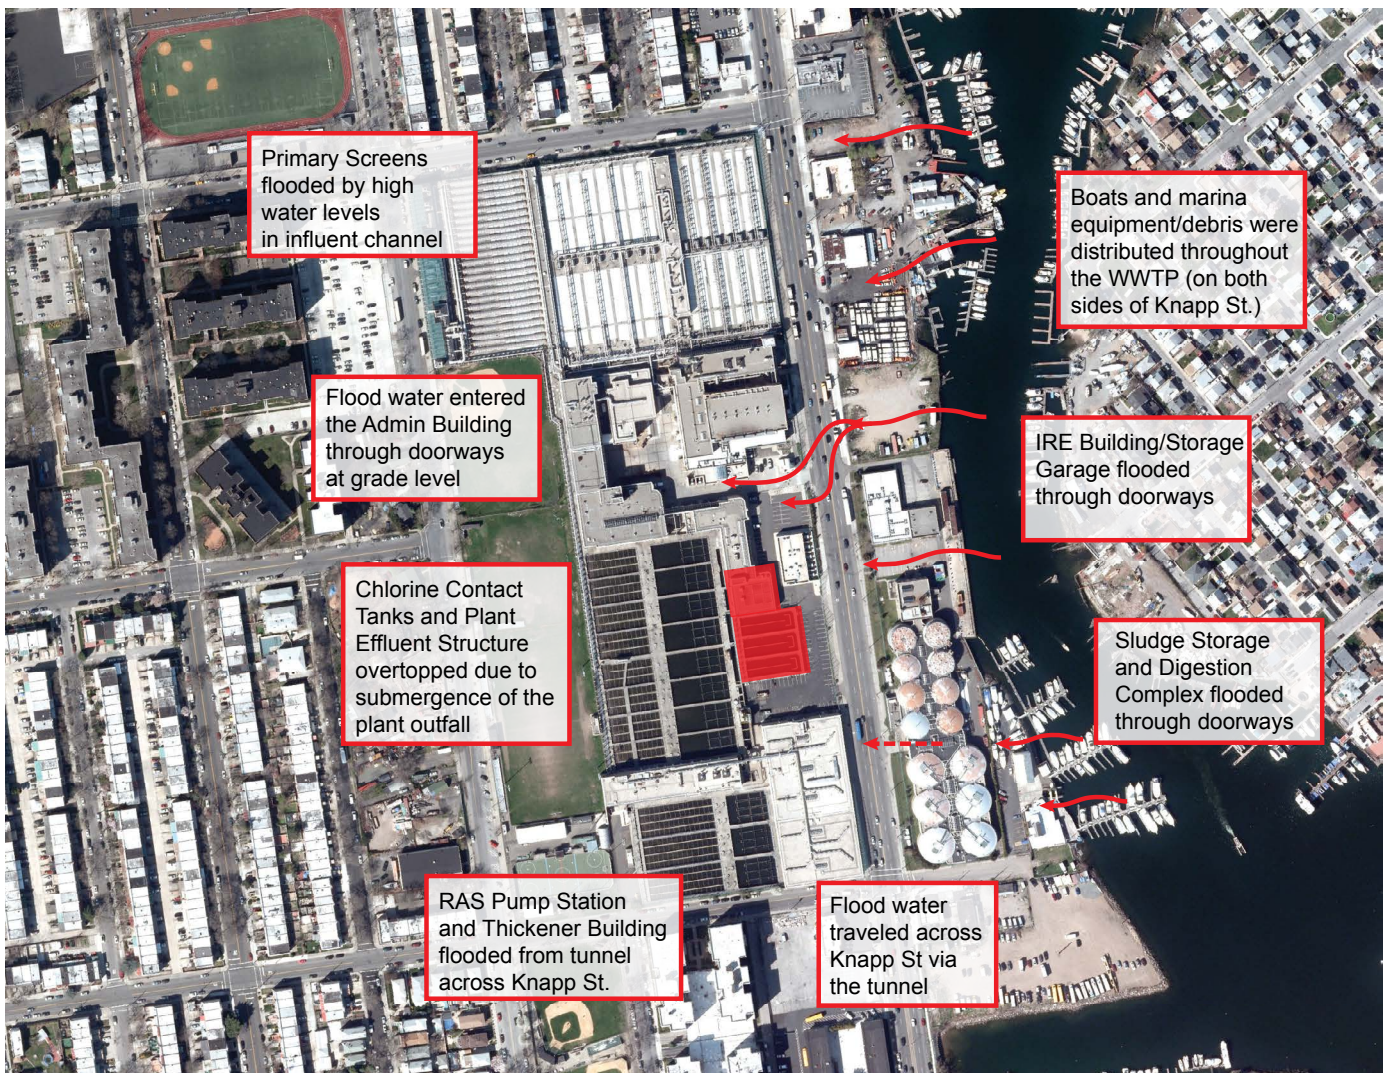 Primary Screens
flooded by high
water levels
in influent channel
Boats and marina
equipment/debris were
distributed throughout
the WWTP (on both
sides of Knapp St.)
Flood water entered
the Admin Building
through doorways
at grade level
IRE Building/Storage
Garage flooded
through doorways
Chlorine Contact
Tanks and Plant
Effluent Structure
overtopped due to
submergence of the
plant outfall
Sludge Storage
and Digestion
Complex flooded
through doorways
RAS Pump Station
and Thickener Building
flooded from tunnel
across Knapp St.
Flood water
traveled across
Knapp St via
the tunnel